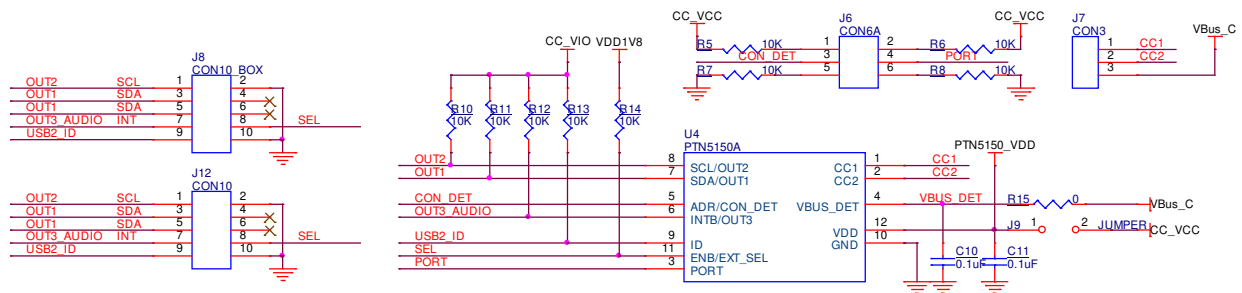 J8
CON10_BOX
OUT2 SCL 1 2
OUT1 SDA 3 4
OUT1 SDA 5 6
OUT3_AUDIO INT 7 8 SEL
USB2_ID 9 10
J12
CON10
OUT2 SCL 1 2
OUT1 SDA 3 4
OUT1 SDA 5 6
OUT3_AUDIO INT 7 8 SEL
USB2_ID 9 10
CC_VIO VDD1V8
R10 R11 R12 R13 R14
10K 10K 10K 10K 10K
CC_VCC J6 CC_VCC
CON6A
R5 10K 1 2 R6 10K
CON_DET 3 4 PORT
R7 10K 5 6 R8 10K
J7
CON3
VBus_C
1 CC1
2 CC2
3
U4
PTN5150A
OUT2 8 SCL/OUT2 CC1 1 CC1
OUT1 7 SDA/OUT1 CC2 2 CC2
CON_DET 5 ADR/CON_DET VBUS_DET 4 VBUS_DET R15 0 VBus_C
OUT3_AUDIO 6 INTB/OUT3 VDD 12 J9 1 2 JUMPER CC_VCC
USB2_ID 9 ID GND 10
SEL 11 ENB/EXT_SEL
PORT 3 PORT
PTN5150_VDD
C10 C11
0.1uF 0.1uF